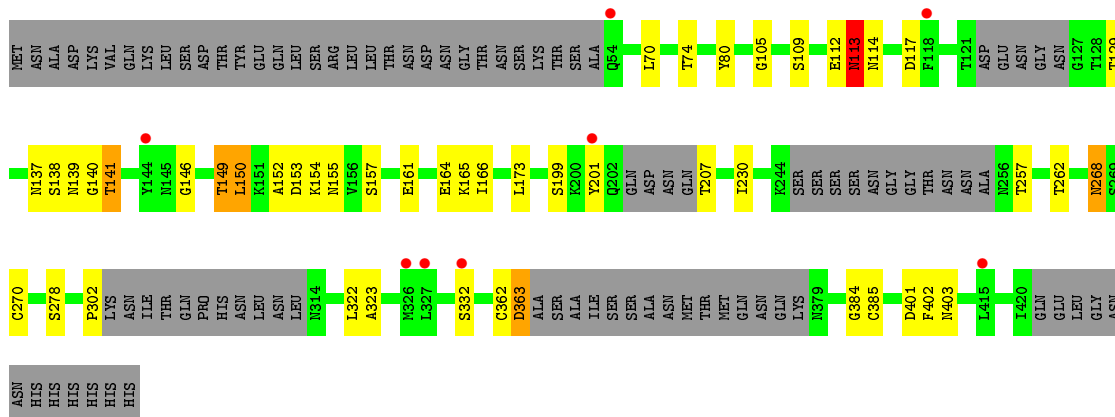 MET ASN ALA ASP LYS VAL GLN LYS LEU SER ASP THR TYR GLU GLN LEU SER ARG LEU LEU THR ASN ASP ASN GLY THR ASN SER LYS THR SER ALA Q54 L70 T74 Y80 G105 S109 E112 N113 N114 D117 F118 T121 ASP GLU ASN GLY ASN G127 T128 T129
N137 S138 N139 G140 T141 Y144 N145 G146 T149 L150 K151 A152 D153 K154 N155 V156 S157 E161 E164 K165 I166 L173 S199 K200 Y201 Q202 GLN ASP ASN GLN T207 I230 K244 SER SER SER SER ASN GLY GLY THR ASN ASN ALA N256 T257 T262 N268 S269
C270 S278 P302 LYS ASN ILE THR GLN PRO HIS ASN LEU ASN LEU N314 L322 A323 M326 L327 S332 C362 D363 ALA SER ALA ILE SER SER ALA ASN MET THR MET GLN ASN GLN LYS N379 G384 C385 D401 F402 N403 L415 I420 GLN GLU LEU GLY ASN
ASN HIS HIS HIS HIS HIS HIS